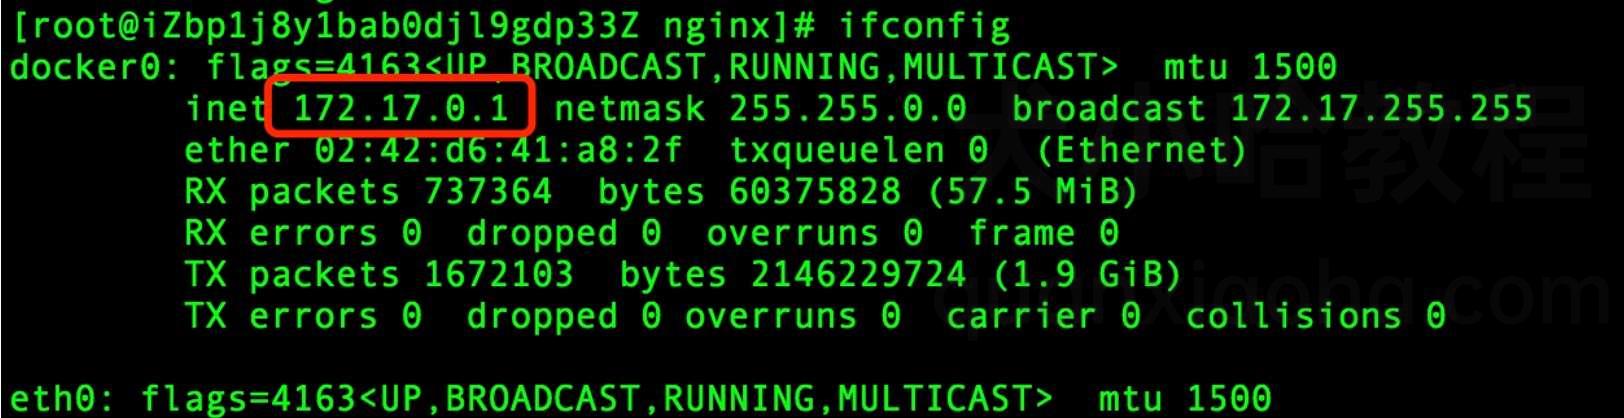 [root@iZbp1j8y1bab0djl9gdp33Z nginx]# ifconfig
docker0: flags=4163<UP,BROADCAST,RUNNING,MULTICAST>  mtu 1500
inet 172.17.0.1  netmask 255.255.0.0  broadcast 172.17.255.255
ether 02:42:d6:41:a8:2f  txqueuelen 0  (Ethernet)
RX packets 737364  bytes 60375828 (57.5 MiB)
RX errors 0  dropped 0  overruns 0  frame 0
TX packets 1672103  bytes 2146229724 (1.9 GiB)
TX errors 0  dropped 0 overruns 0  carrier 0  collisions 0
eth0: flags=4163<UP,BROADCAST,RUNNING,MULTICAST>  mtu 1500
小哈教程